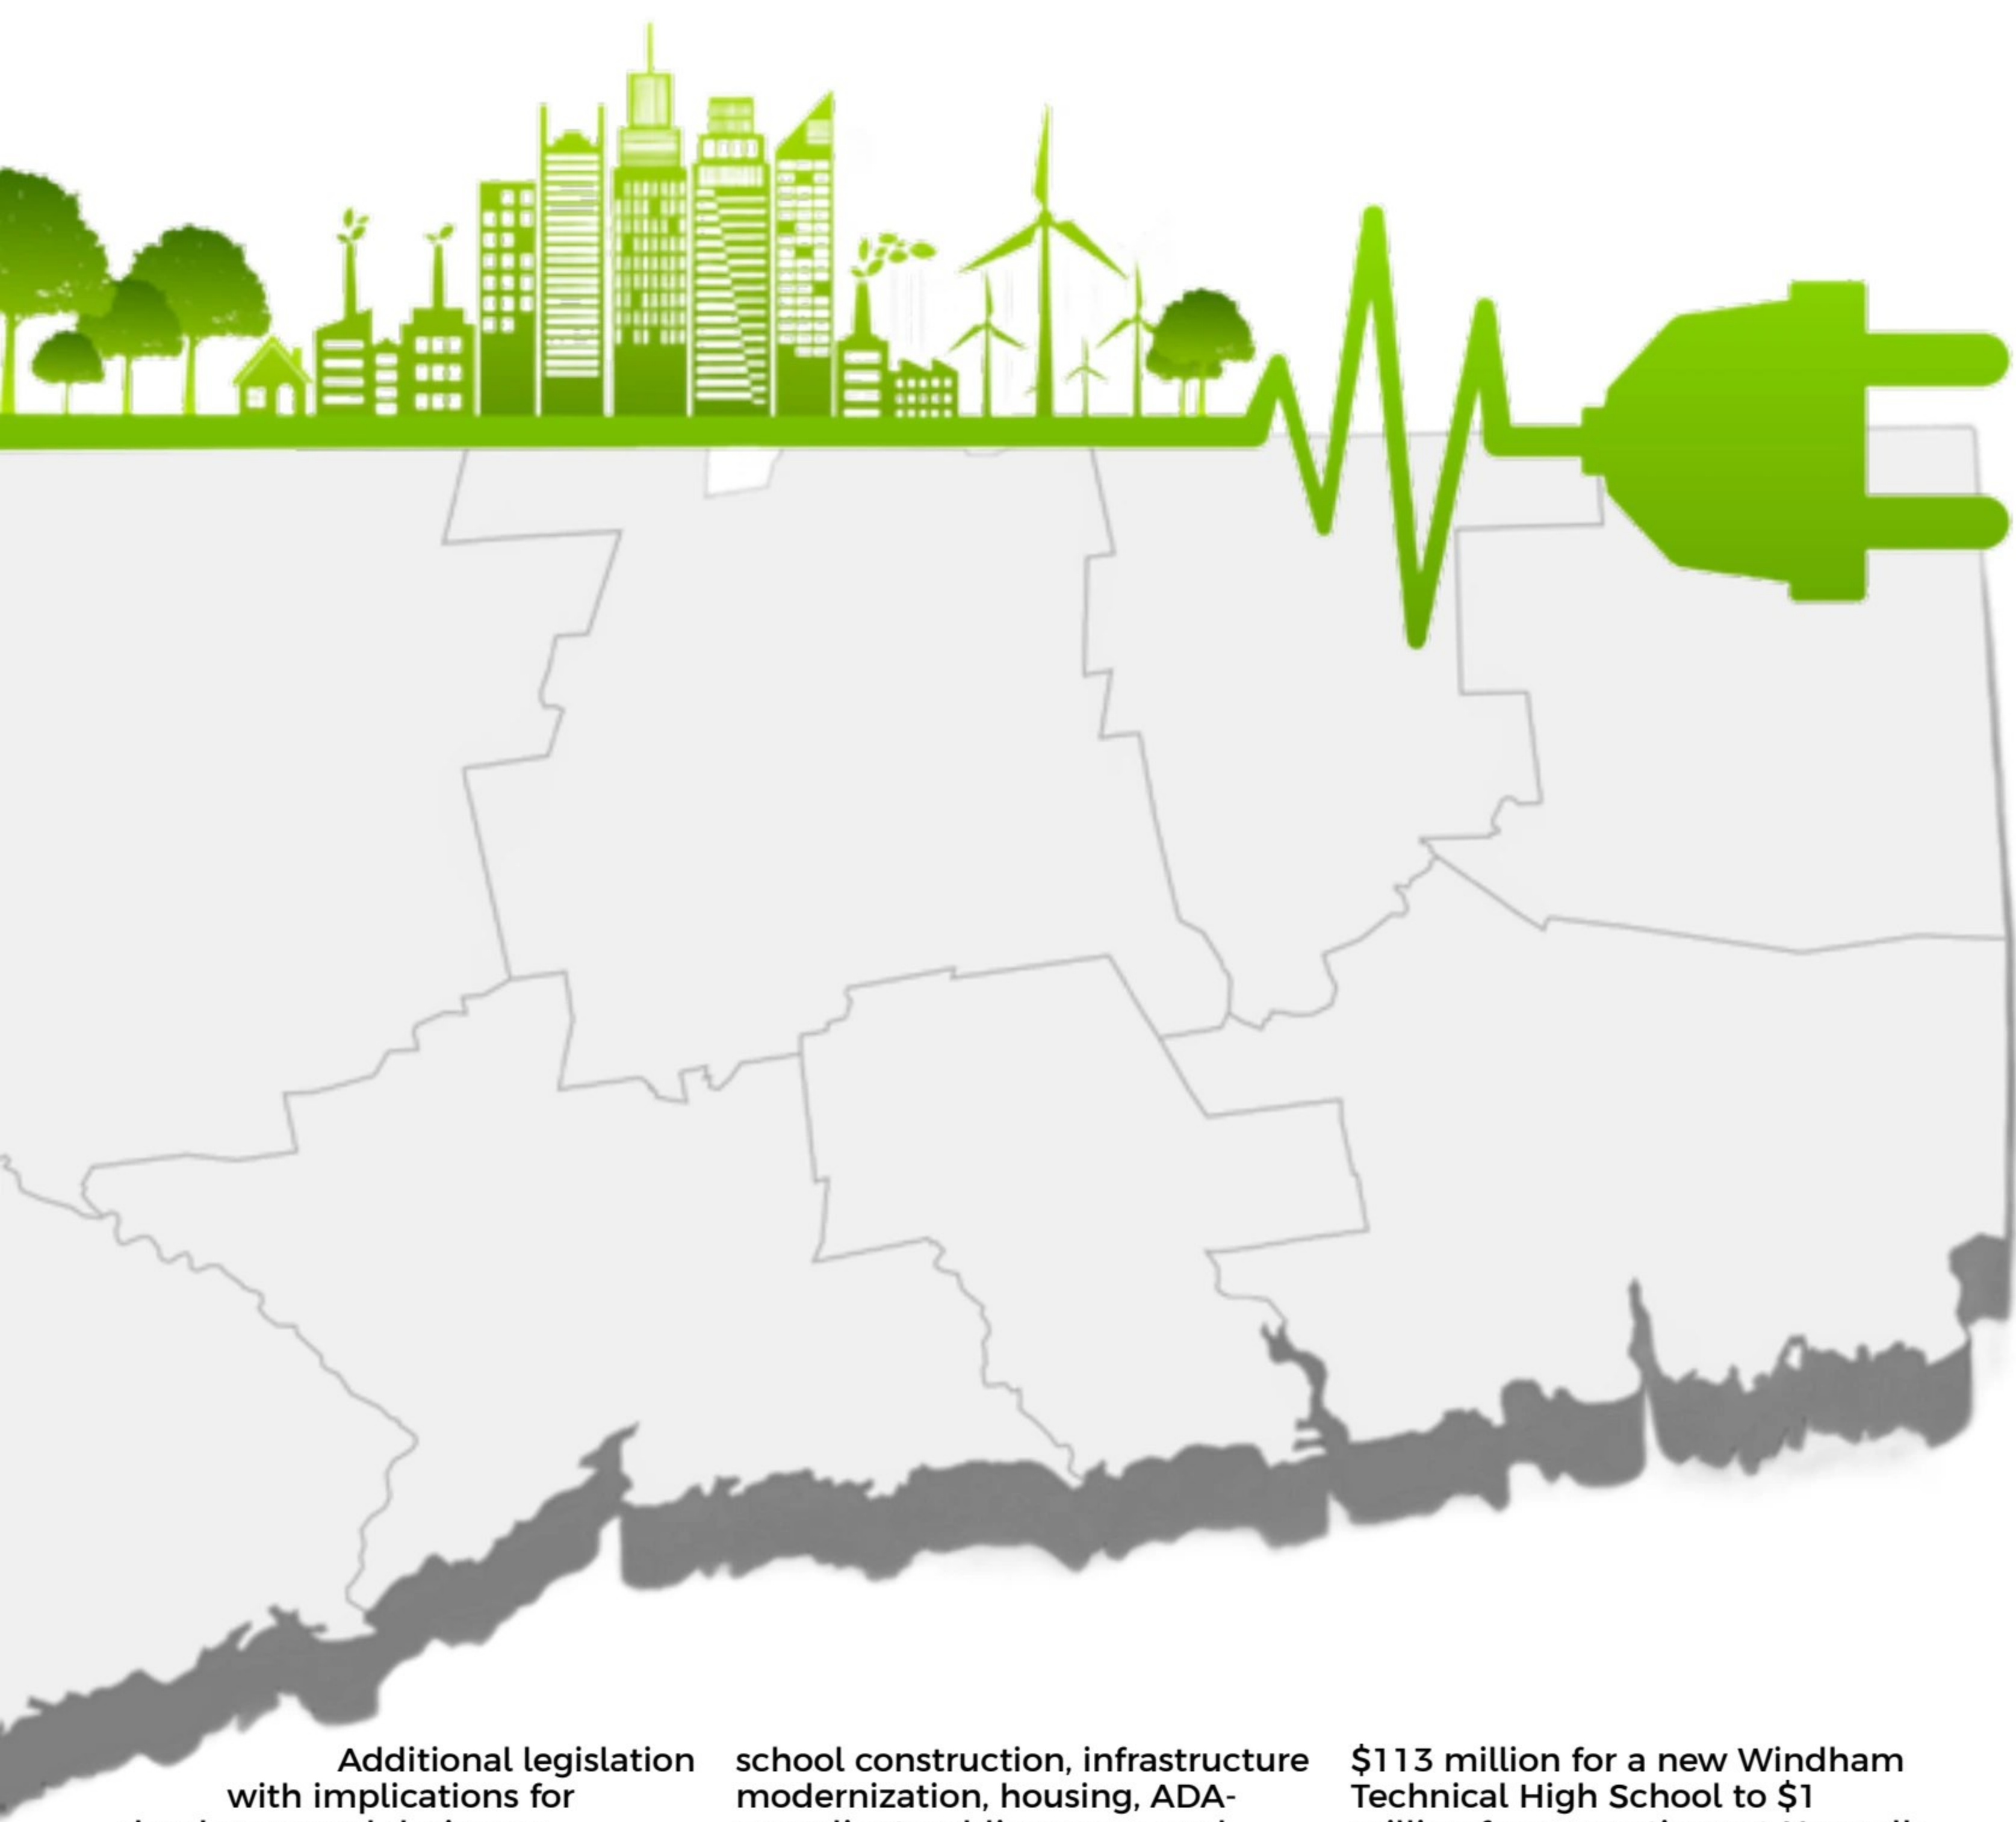 Additional legislation
with implications for
school construction, infrastructure
modernization, housing, ADA-
$113 million for a new Windham
Technical High School to $1